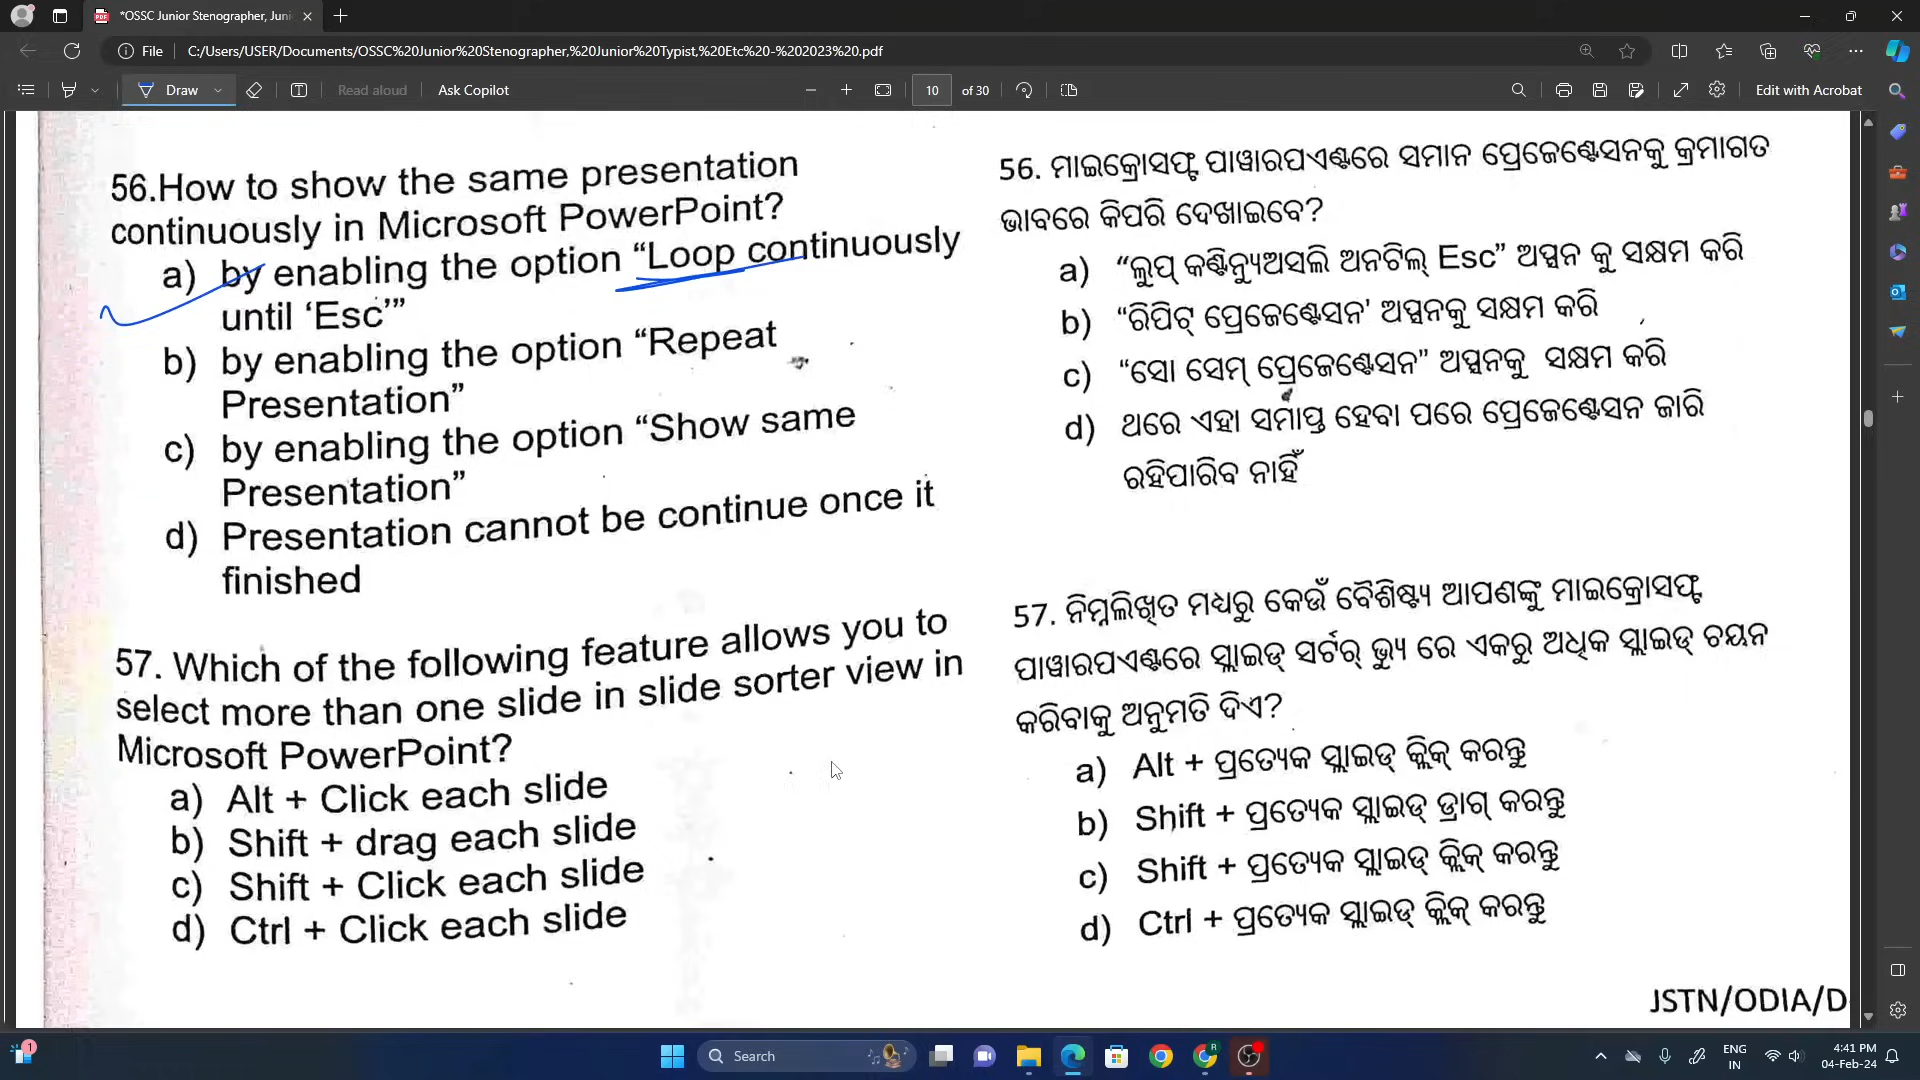 *OSSC Junior Stenographer, Juni
File
C:/Users/USER/Documents/OSSC%20Junior%20Stenographer,%20Junior%20Typist,%20Etc%20-%202023%20.pdf
Draw
Read aloud
Ask Copilot
10
of 30
Edit with Acrobat
56.How to show the same presentation
continuously in Microsoft PowerPoint?
a) by enabling the option “Loop continuously
until ‘Esc’”
b) by enabling the option “Repeat
Presentation”
c) by enabling the option “Show same
Presentation”
d) Presentation cannot be continue once it
finished
57. Which of the following feature allows you to
select more than one slide in slide sorter view in
Microsoft PowerPoint?
a) Alt + Click each slide
b) Shift + drag each slide
c) Shift + Click each slide
d) Ctrl + Click each slide
56. ମାଇକ୍ରୋସଫ୍ଟ ପାୱାରପଏଣ୍ଟରେ ସମାନ ପ୍ରେଜେଣ୍ଟେସନକୁ କ୍ରମାଗତ
ଭାବରେ କିପରି ଦେଖାଇବେ?
a) “ଲୁପ୍ କଣ୍ଟିନ୍ୟୁଅସଲି ଅନଟିଲ୍ Esc” ଅପ୍ସନ କୁ ସକ୍ଷମ କରି
b) “ରିପିଟ୍ ପ୍ରେଜେଣ୍ଟେସନ' ଅପ୍ସନକୁ ସକ୍ଷମ କରି
c) “ସୋ ସେମ୍ ପ୍ରେଜେଣ୍ଟେସନ” ଅପ୍ସନକୁ ସକ୍ଷମ କରି
d) ଥରେ ଏହା ସମାପ୍ତ ହେବା ପରେ ପ୍ରେଜେଣ୍ଟେସନ ଜାରି
ରହିପାରିବ ନାହିଁ
57. ନିମ୍ନଲିଖିତ ମଧ୍ୟରୁ କେଉଁ ବୈଶିଷ୍ଟ୍ୟ ଆପଣଙ୍କୁ ମାଇକ୍ରୋସଫ୍ଟ
ପାୱାରପଏଣ୍ଟରେ ସ୍ଲାଇଡ୍ ସର୍ଟର୍ ଭ୍ୟୁ ରେ ଏକରୁ ଅଧିକ ସ୍ଲାଇଡ୍ ଚୟନ
କରିବାକୁ ଅନୁମତି ଦିଏ?
a) Alt + ପ୍ରତ୍ୟେକ ସ୍ଲାଇଡ୍ କ୍ଲିକ୍ କରନ୍ତୁ
b) Shift + ପ୍ରତ୍ୟେକ ସ୍ଲାଇଡ୍ ଡ୍ରାଗ୍ କରନ୍ତୁ
c) Shift + ପ୍ରତ୍ୟେକ ସ୍ଲାଇଡ୍ କ୍ଲିକ୍ କରନ୍ତୁ
d) Ctrl + ପ୍ରତ୍ୟେକ ସ୍ଲାଇଡ୍ କ୍ଲିକ୍ କରନ୍ତୁ
JSTN/ODIA/D
1
Search
ENG
IN
4:41 PM
04-Feb-24